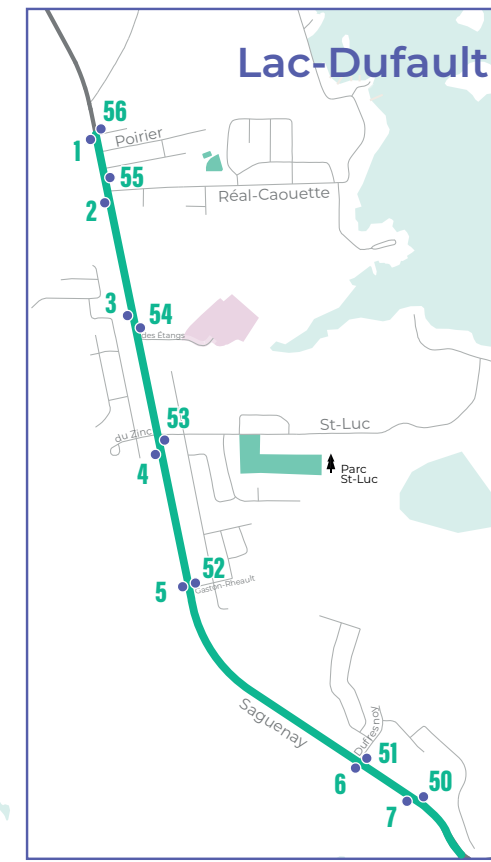 Lac-Dufault
56
Poirier
1
55
Réal-Caouette
2
3
54
des Étangs
53
St-Luc
du Zinc
4
Parc
St-Luc
52
5
Gaston-Rheault
Saguenay
Dufresnoy
51
6
50
7